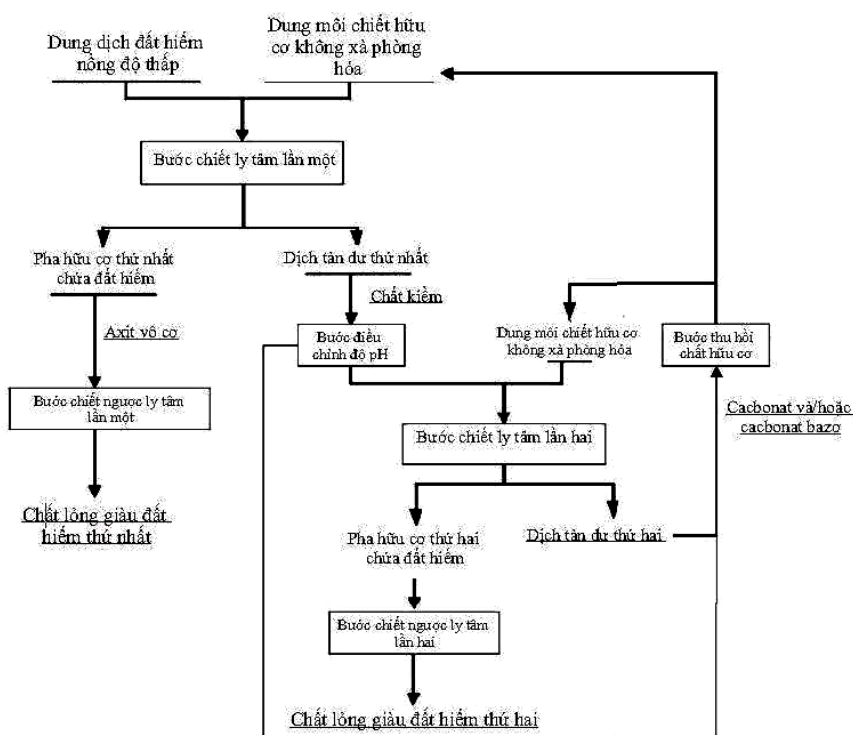 Dung dịch đất hiếm
nồng độ thấp
Dung môi chiết hữu
cơ không xà phòng
hóa
Bước chiết ly tâm lần một
Pha hữu cơ thứ nhất
chứa đất hiếm
Dịch tàn dư thứ nhất
Chất kiềm
Axit vô cơ
Bước điều
chỉnh độ pH
Dung môi chiết hữu cơ
không xà phòng hóa
Bước thu hồi
chất hữu cơ
Bước chiết ngược ly tâm
lần một
Cacbonat và/hoặc
cacbonat bazơ
Bước chiết ly tâm lần hai
Chất lỏng giàu đất
hiếm thứ nhất
Pha hữu cơ thứ hai
chứa đất hiếm
Dịch tàn dư thứ hai
Bước chiết ngược ly tâm
lần hai
Chất lỏng giàu đất hiếm thứ hai